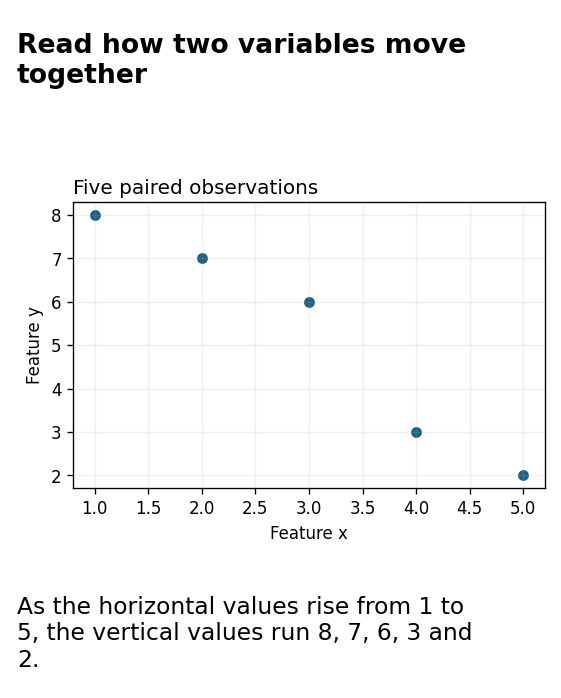 Read how two variables move
together
Five paired observations
8
7
6
5
4
3
2
Feature y
1.0 1.5 2.0 2.5 3.0 3.5 4.0 4.5 5.0
Feature x
As the horizontal values rise from 1 to
5, the vertical values run 8, 7, 6, 3 and
2.